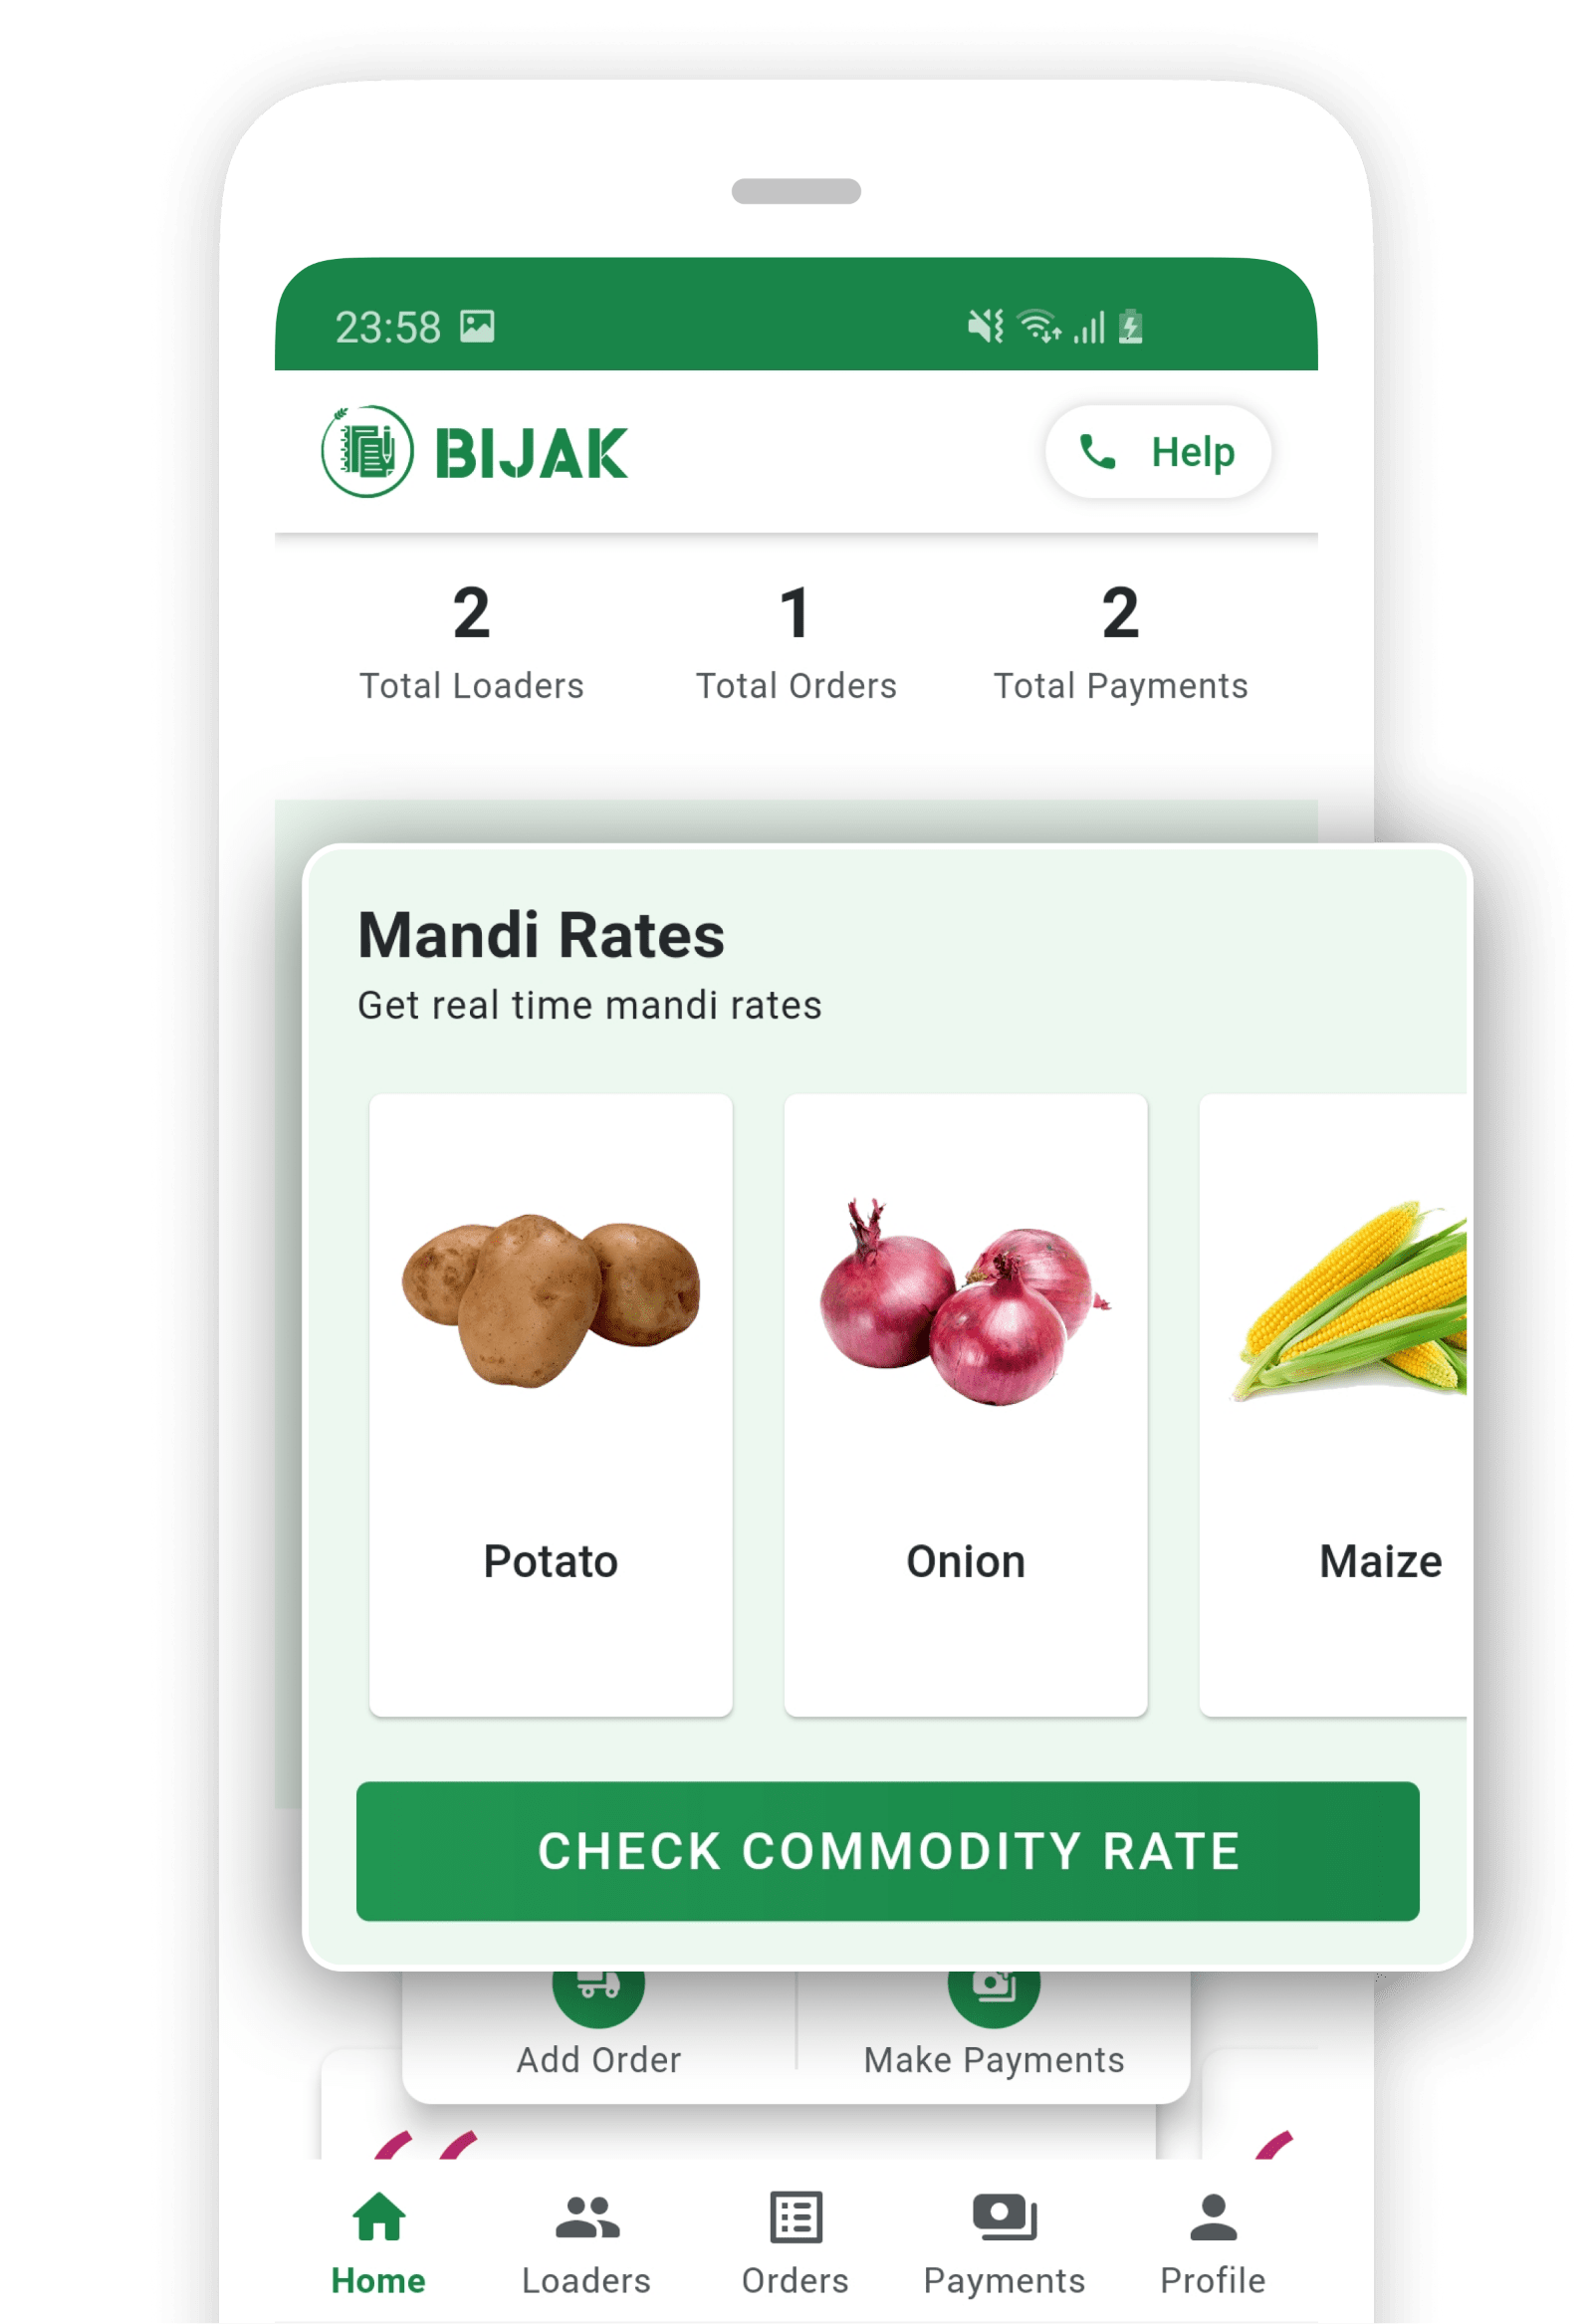 23:58
BIJAK
Help
2 1 2
Total Loaders Total Orders Total Payments
Mandi Rates
Get real time mandi rates
Potato Onion Maize
CHECK COMMODITY RATE
Add Order Make Payments
Home Loaders Orders Payments Profile